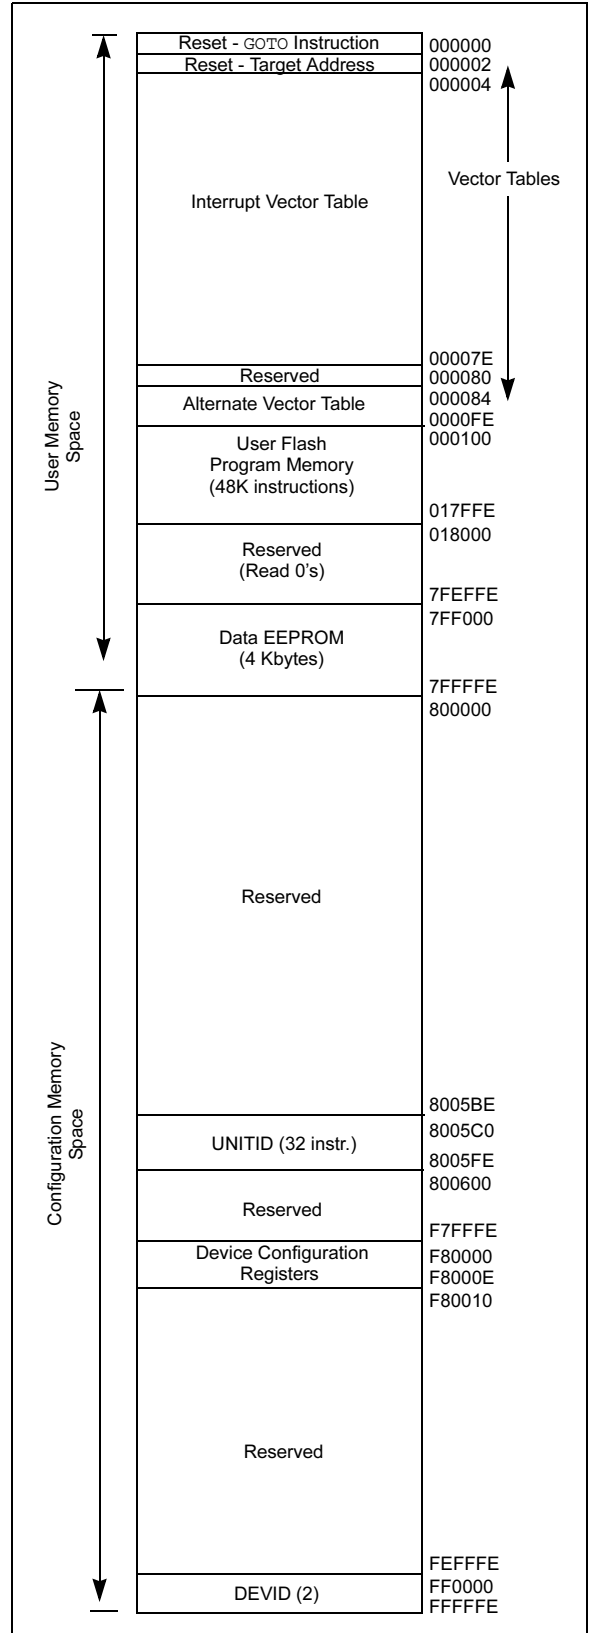 Reset - GOTO Instruction
000000
Reset - Target Address
000002
000004
Vector Tables
Interrupt Vector Table
00007E
Reserved
000080
000084
Alternate Vector Table
0000FE
User Memory
Space
000100
User Flash
Program Memory
(48K instructions)
017FFE
018000
Reserved
(Read 0's)
7FEFFE
7FF000
Data EEPROM
(4 Kbytes)
7FFFFE
800000
Reserved
Configuration Memory
Space
8005BE
8005C0
UNITID (32 instr.)
8005FE
800600
Reserved
F7FFFE
Device Configuration
Registers
F80000
F8000E
F80010
Reserved
FEFFFE
FF0000
DEVID (2)
FFFFFE